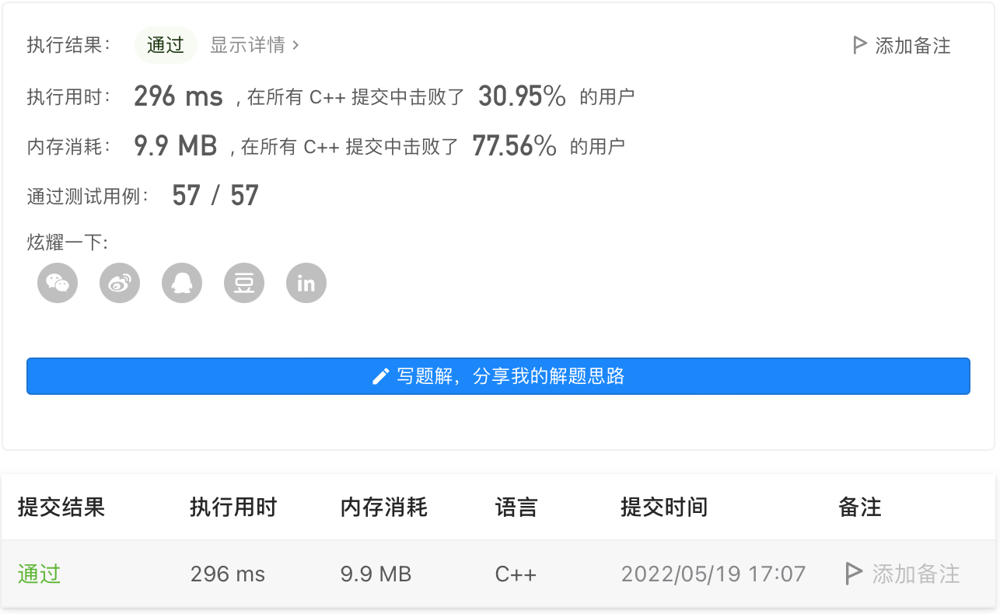 执行结果： 通过 显示详情 › 添加备注
执行用时： 296 ms , 在所有 C++ 提交中击败了 30.95% 的用户
内存消耗： 9.9 MB , 在所有 C++ 提交中击败了 77.56% 的用户
通过测试用例： 57 / 57
炫耀一下:
豆 in
写题解，分享我的解题思路
提交结果 执行用时 内存消耗 语言 提交时间 备注
通过 296 ms 9.9 MB C++ 2022/05/19 17:07 添加备注